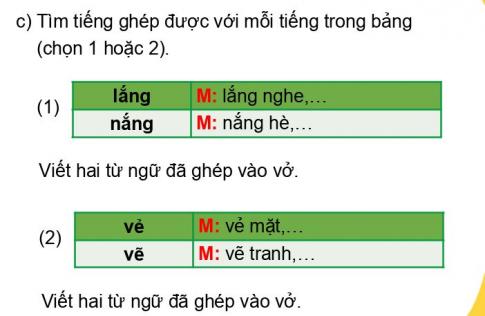 c) Tìm tiếng ghép được với mỗi tiếng trong bảng
(chọn 1 hoặc 2).
(1)
lắng M: lắng nghe,...
nắng M: nắng hè,...
Viết hai từ ngữ đã ghép vào vở.
(2)
vẻ M: vẻ mặt,...
vẽ M: vẽ tranh,...
Viết hai từ ngữ đã ghép vào vở.